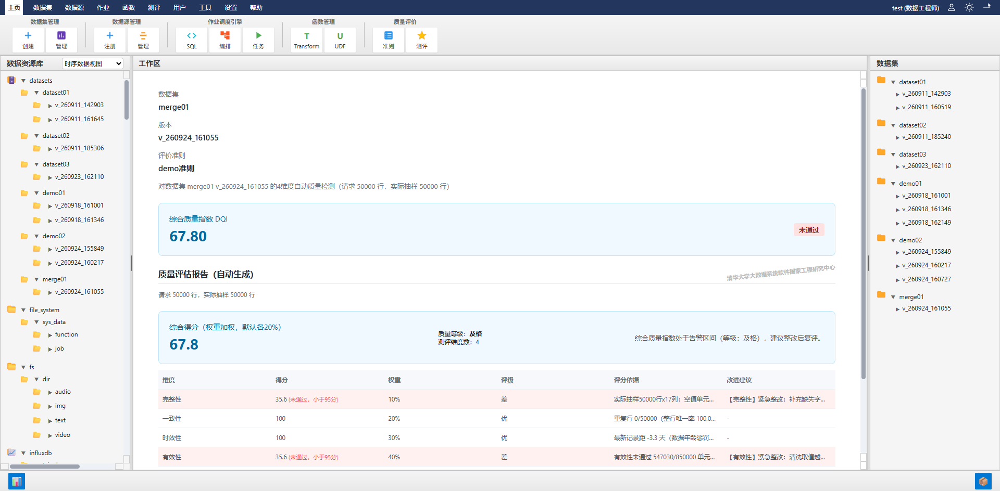 主页 数据集 数据源 作业 函数 测评 用户 工具 设置 帮助 test (数据工程师)
数据集管理 数据源管理 作业调度引擎 函数管理 质量评价
创建 管理 注册 管理 SQL 编排 任务 T Transform U UDF 准则 测评
数据资源库 时序数据视图
datasets
dataset01
v_260911_142903
v_260911_161645
dataset02
v_260911_185306
dataset03
v_260923_162110
demo01
v_260918_161001
v_260918_161346
demo02
v_260924_155849
v_260924_160217
merge01
v_260924_161055
file_system
sys_data
function
job
fs
dir
audio
img
text
video
influxdb
工作区
数据集
merge01
版本
v_260924_161055
评价准则
demo准则
对数据集 merge01 v_260924_161055 的4维度自动质量检测（请求 50000 行，实际抽样 50000 行）
综合质量指数 DQI
67.80
未通过
质量评估报告（自动生成）
清华大学大数据系统软件国家工程研究中心
请求 50000 行，实际抽样 50000 行
综合得分（权重加权，默认各20%）
67.8
质量等级：及格
测评维度数：4
综合质量指数处于告警区间（等级：及格），建议整改后复评。
维度 得分 权重 评级 评分依据 改进建议
完整性 35.6 (未通过，小于95分) 10% 差 实际抽样50000行x17列：空值单元... 【完整性】紧急整改：补充缺失字...
一致性 100 20% 优 重复行 0/50000（整行唯一率 100.0... -
时效性 100 30% 优 最新记录距 -3.3 天（数据年龄惩罚... -
有效性 35.6 (未通过，小于95分) 40% 差 有效性未通过 547030/850000 单元... 【有效性】紧急整改：清洗取值越...
数据集
dataset01
v_260911_142903
v_260911_160519
dataset02
v_260911_185240
dataset03
v_260923_162110
demo01
v_260918_161001
v_260918_161346
v_260918_162149
demo02
v_260924_155849
v_260924_160217
v_260924_160727
merge01
v_260924_161055